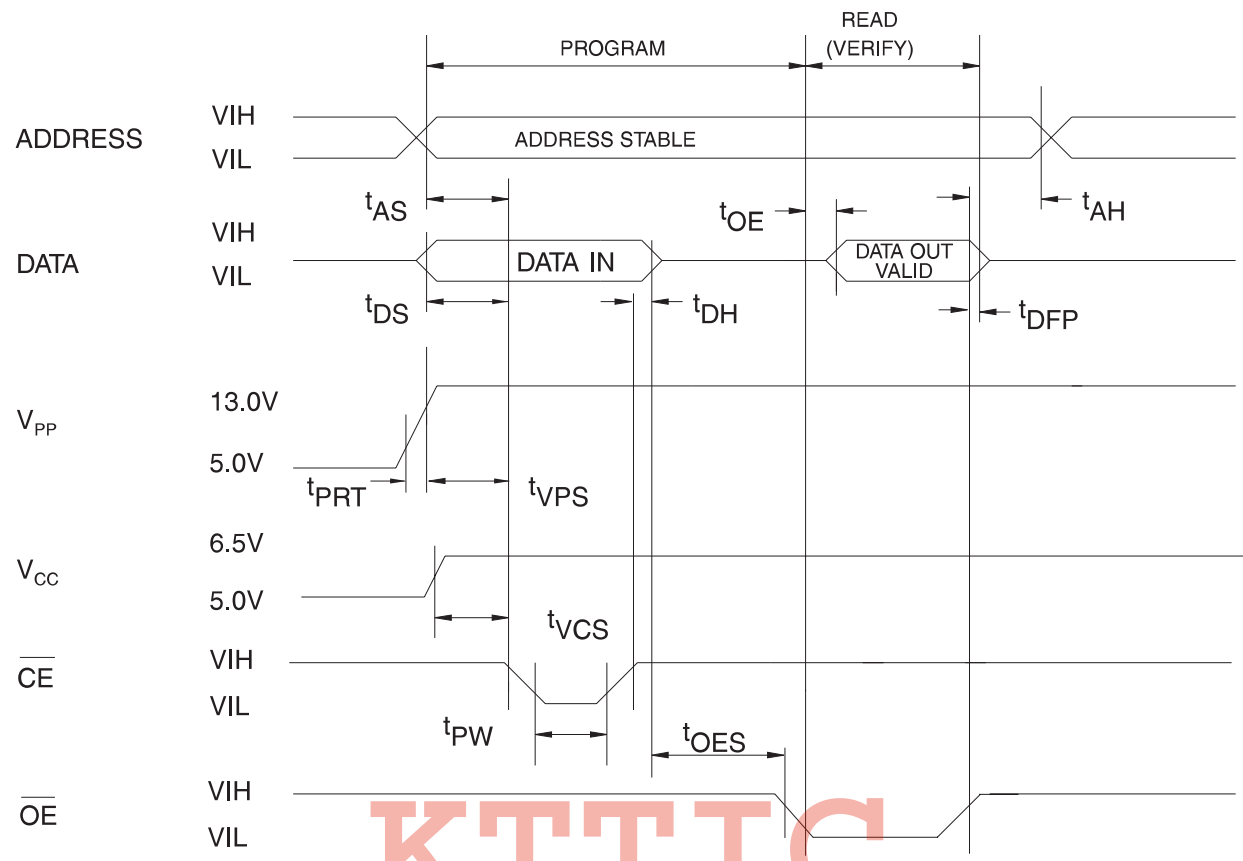 READ
PROGRAM (VERIFY)
ADDRESS VIH
VIL ADDRESS STABLE
tAS tOE tAH
DATA VIH
VIL DATA IN DATA OUT
VALID
tDS tDH tDFP
VPP 13.0V
5.0V
tPRT tVPS
VCC 6.5V
5.0V
tVCS
CE VIH
VIL
tPW tOES
OE VIH
VIL
KTTIC